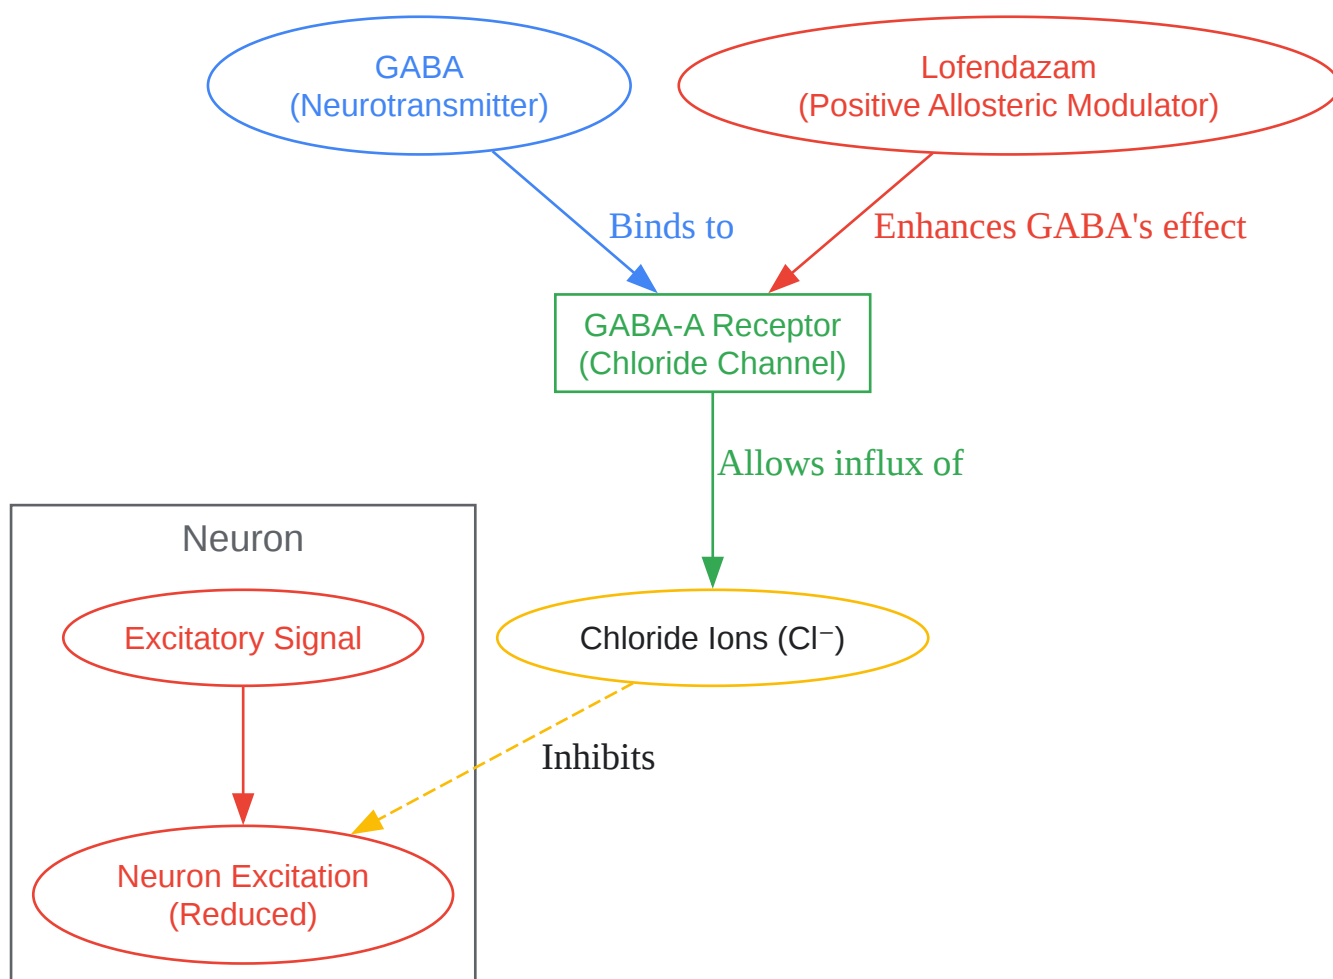 GABA
(Neurotransmitter)
Lofendazam
(Positive Allosteric Modulator)
Binds to
Enhances GABA's effect
GABA-A Receptor
(Chloride Channel)
Allows influx of
Neuron
Excitatory Signal
Chloride Ions (Cl⁻)
Inhibits
Neuron Excitation
(Reduced)